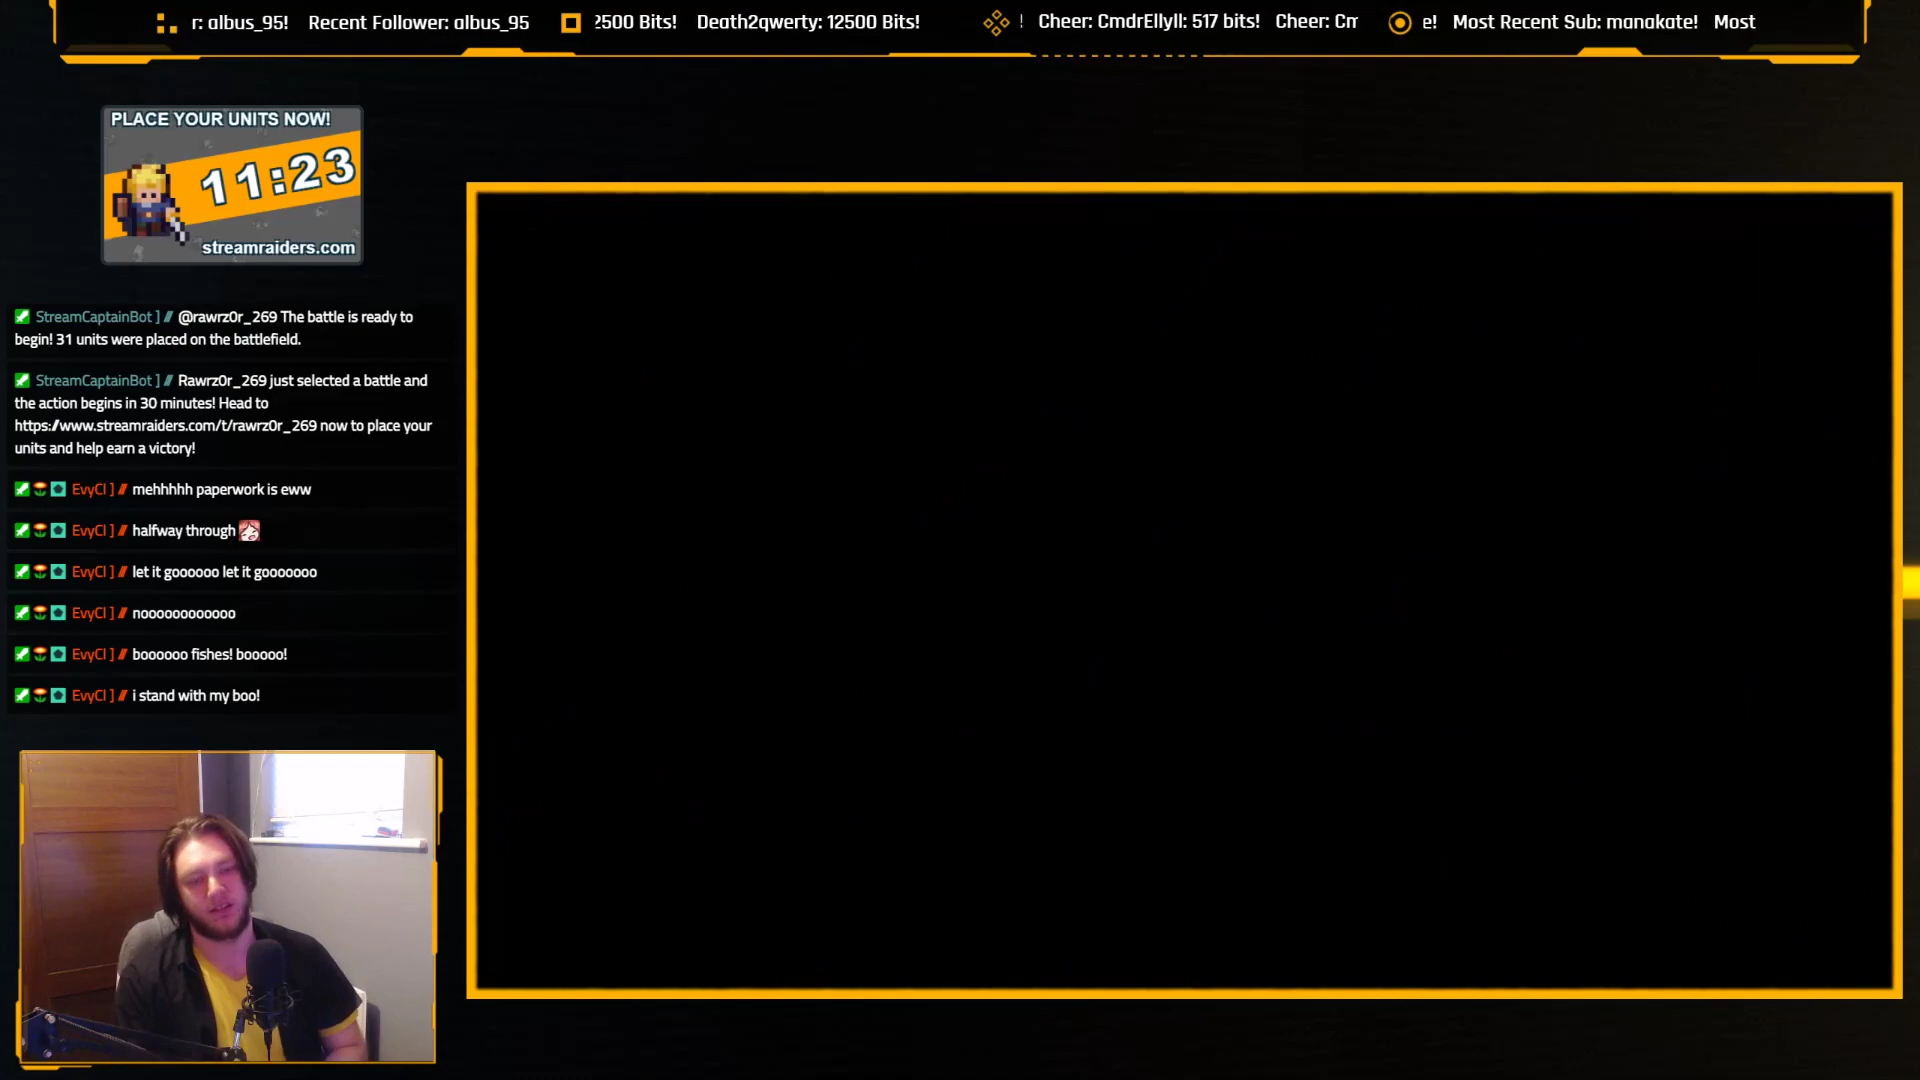 r: albus_95! Recent Follower: albus_95
2500 Bits! Death2qwerty: 12500 Bits!
! Cheer: CmdrEllyll: 517 bits! Cheer: Cm
e! Most Recent Sub: manakate! Most
PLACE YOUR UNITS NOW!
11:23
streamraiders.com
StreamCaptainBot ] // @rawrz0r_269 The battle is ready to
begin! 31 units were placed on the battlefield.
StreamCaptainBot ] // Rawrz0r_269 just selected a battle and
the action begins in 30 minutes! Head to
https://www.streamraiders.com/t/rawrz0r_269 now to place your
units and help earn a victory!
EvyCl ] // mehhhhh paperwork is eww
EvyCl ] // halfway through
EvyCl ] // let it goooooo let it gooooooo
EvyCl ] // noooooooooooo
EvyCl ] // boooooo fishes! booooo!
EvyCl ] // i stand with my boo!